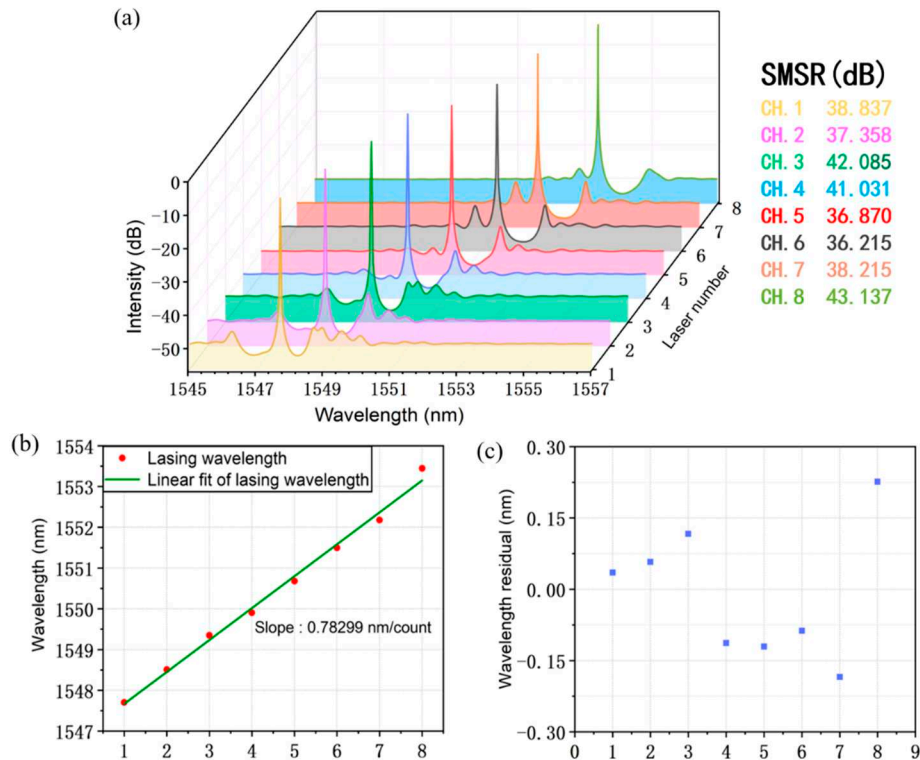 (a)
SMSR (dB)
CH. 1 38.837
CH. 2 37.358
CH. 3 42.085
CH. 4 41.031
CH. 5 36.870
CH. 6 36.215
CH. 7 38.215
CH. 8 43.137
Intensity (dB)
0
−10
−20
−30
−40
−50
1545 1547 1549 1551 1553 1555 1557
Wavelength (nm)
1
2
3
4
5
6
7
8
Laser number
(b)
Lasing wavelength
Linear fit of lasing wavelength
Slope : 0.78299 nm/count
Wavelength (nm)
1554
1553
1552
1551
1550
1549
1548
1547
1 2 3 4 5 6 7 8
(c)
Wavelength residual (nm)
0.30
0.15
0.00
−0.15
−0.30
0 1 2 3 4 5 6 7 8 9